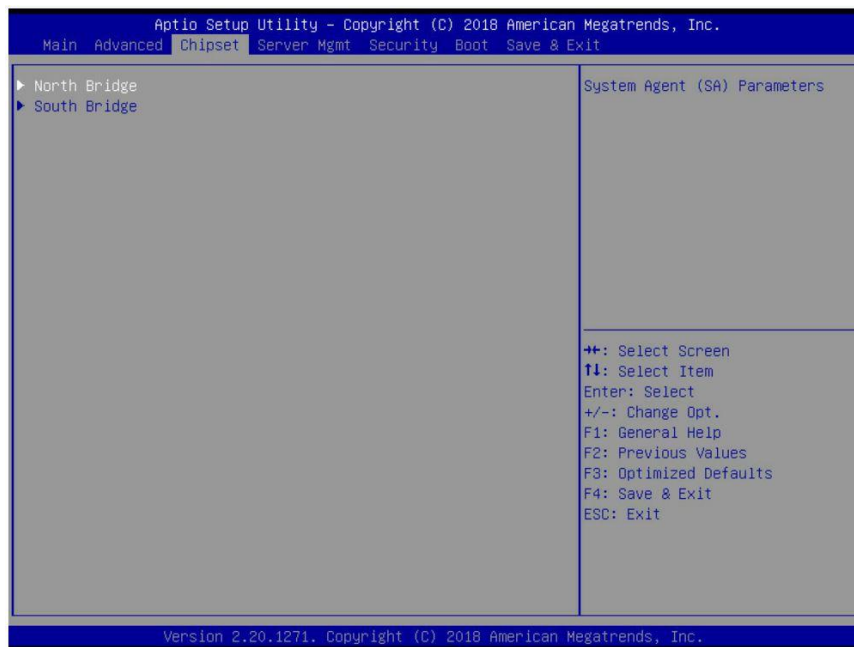 Aptio Setup Utility – Copyright (C) 2018 American Megatrends, Inc.
Main Advanced Chipset Server Mgmt Security Boot Save & Exit
North Bridge
South Bridge
System Agent (SA) Parameters
→←: Select Screen
↑↓: Select Item
Enter: Select
+/-: Change Opt.
F1: General Help
F2: Previous Values
F3: Optimized Defaults
F4: Save & Exit
ESC: Exit
Version 2.20.1271. Copyright (C) 2018 American Megatrends, Inc.